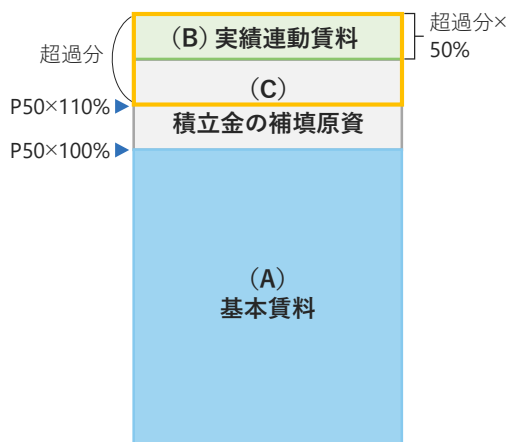 （B）実績連動賃料
超過分×
50%
超過分
（C）
積立金の補填原資
P50×110%
P50×100%
（A）
基本賃料